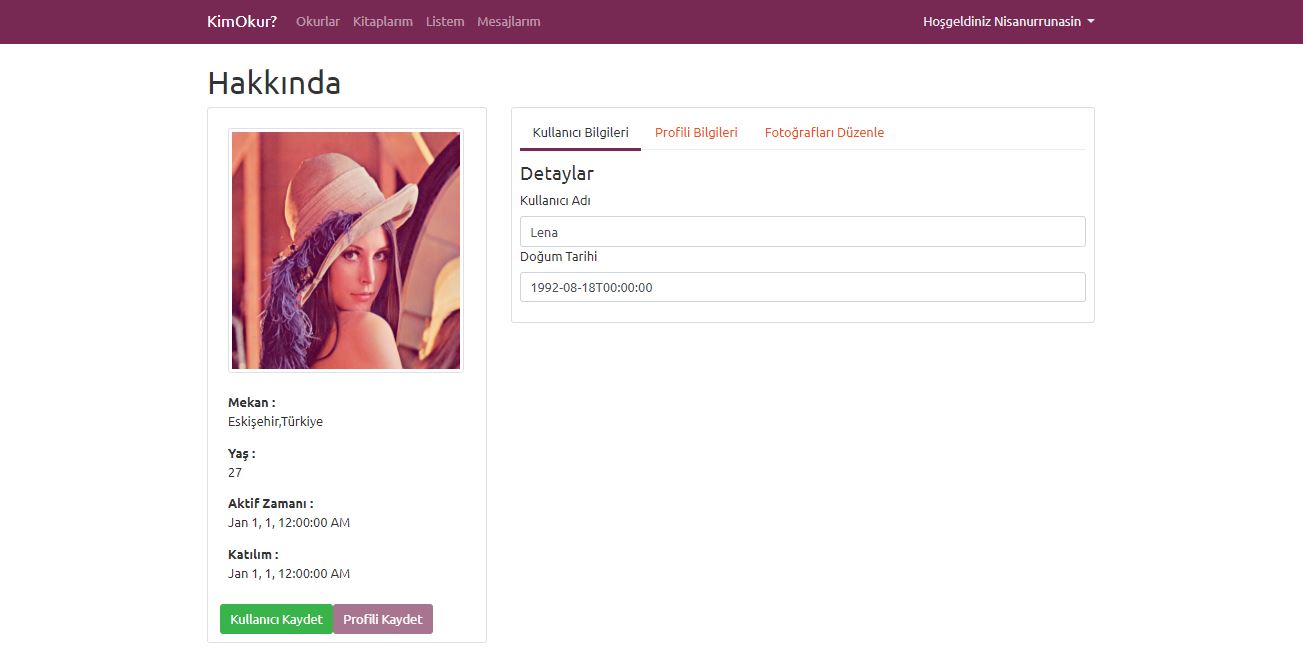 KimOkur? Okurlar Kitaplarım Listem Mesajlarım Hoşgeldiniz Nisanurrunasin
Hakkında
Mekan :
Eskişehir,Türkiye
Yaş :
27
Aktif Zamanı :
Jan 1, 1, 12:00:00 AM
Katılım :
Jan 1, 1, 12:00:00 AM
Kullanıcı Kaydet Profili Kaydet
Kullanıcı Bilgileri Profili Bilgileri Fotoğrafları Düzenle
Detaylar
Kullanıcı Adı
Lena
Doğum Tarihi
1992-08-18T00:00:00